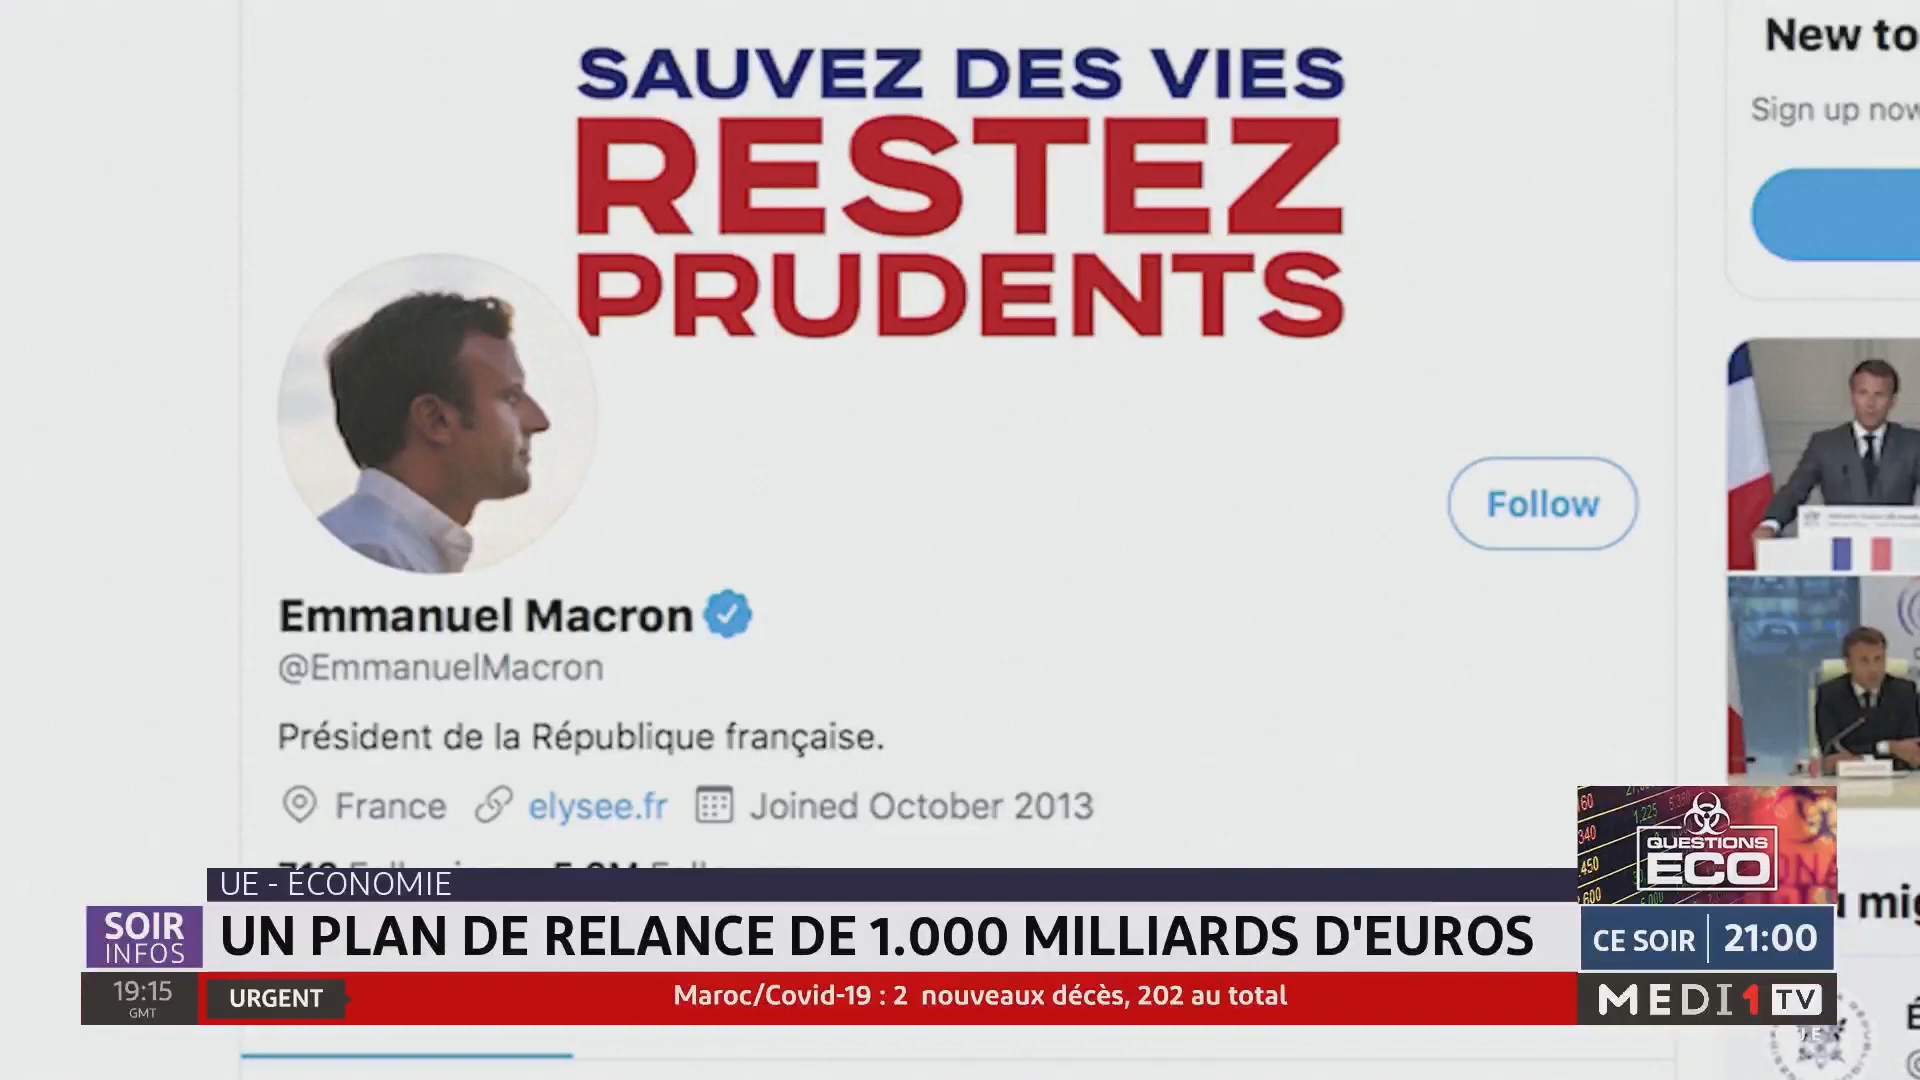 SAUVEZ DES VIES
RESTEZ
PRUDENTS
New to
Sign up now
Follow
Emmanuel Macron
@EmmanuelMacron
Président de la République française.
France elysee.fr Joined October 2013
QUESTIONS
ECO
UE - ÉCONOMIE
SOIR
INFOS
UN PLAN DE RELANCE DE 1.000 MILLIARDS D'EUROS
CE SOIR 21:00
19:15
GMT
URGENT
Maroc/Covid-19 : 2 nouveaux décès, 202 au total
MEDI1TV